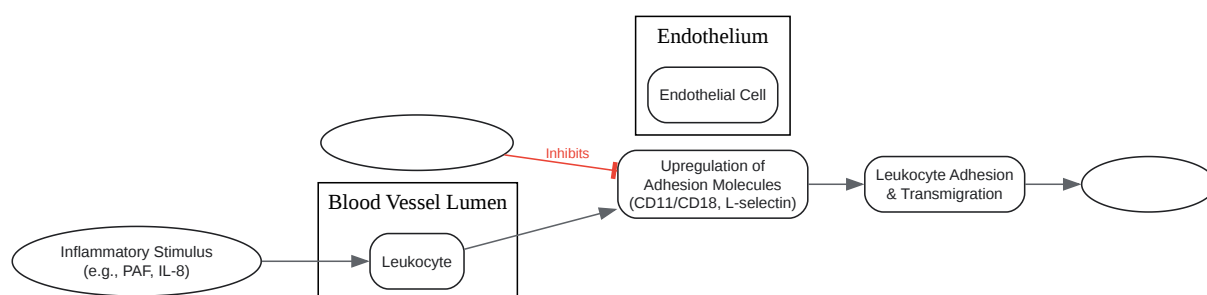 Endothelium
Endothelial Cell
Inhibits
Upregulation of
Adhesion Molecules
(CD11/CD18, L-selectin)
Leukocyte Adhesion
& Transmigration
Blood Vessel Lumen
Leukocyte
Inflammatory Stimulus
(e.g., PAF, IL-8)